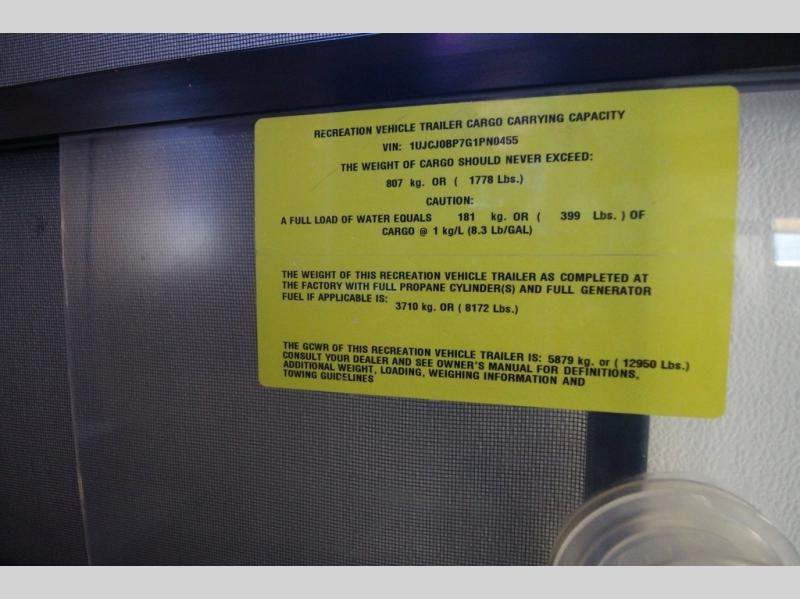 RECREATION VEHICLE TRAILER CARGO CARRYING CAPACITY
VIN: 1UJCJ0BP7G1PN0455
THE WEIGHT OF CARGO SHOULD NEVER EXCEED:
807 kg. OR ( 1778 Lbs.)
CAUTION:
A FULL LOAD OF WATER EQUALS 181 kg. OR ( 399 Lbs. ) OF
CARGO @ 1 kg/L (8.3 Lb/GAL)
THE WEIGHT OF THIS RECREATION VEHICLE TRAILER AS COMPLETED AT
THE FACTORY WITH FULL PROPANE CYLINDER(S) AND FULL GENERATOR
FUEL IF APPLICABLE IS: 3710 kg. OR ( 8172 Lbs.)
THE GCWR OF THIS RECREATION VEHICLE TRAILER IS: 5879 kg. or ( 12950 Lbs.)
CONSULT YOUR DEALER AND SEE OWNER'S MANUAL FOR DEFINITIONS,
ADDITIONAL WEIGHT, LOADING, WEIGHING INFORMATION AND
TOWING GUIDELINES